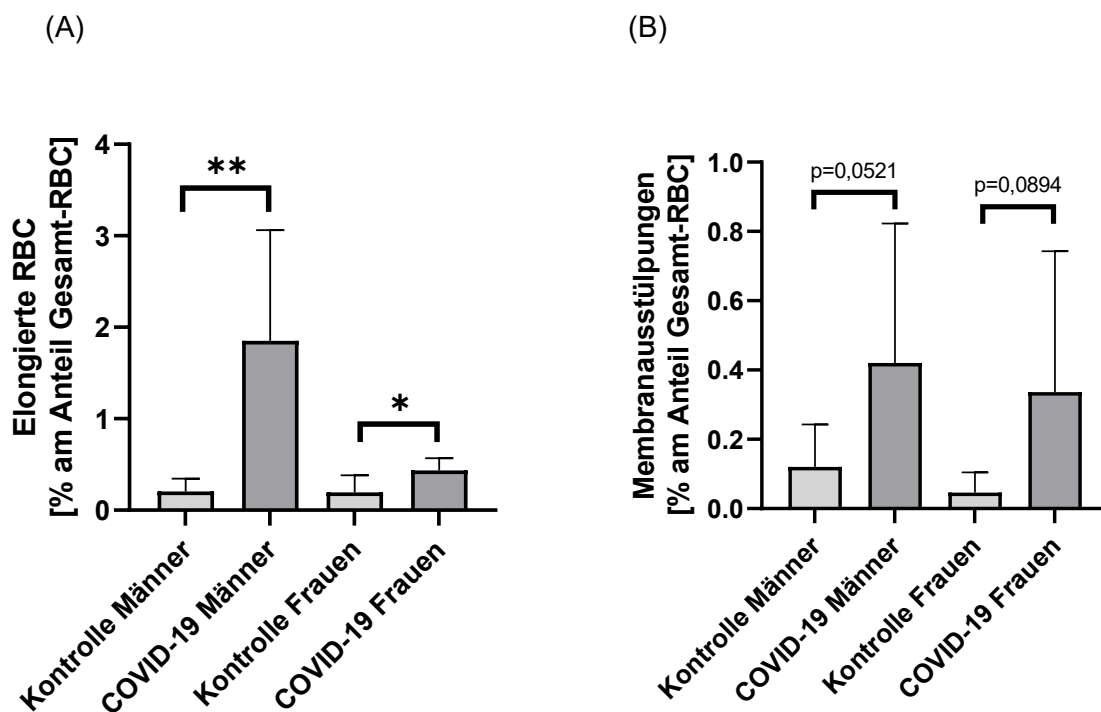 (A)
Elongierte RBC
[% am Anteil Gesamt-RBC]
4
3
2
1
0
**
*
Kontrolle Männer
COVID-19 Männer
Kontrolle Frauen
COVID-19 Frauen
(B)
Membranausstülpungen
[% am Anteil Gesamt-RBC]
1.0
0.8
0.6
0.4
0.2
0.0
p=0,0521
p=0,0894
Kontrolle Männer
COVID-19 Männer
Kontrolle Frauen
COVID-19 Frauen